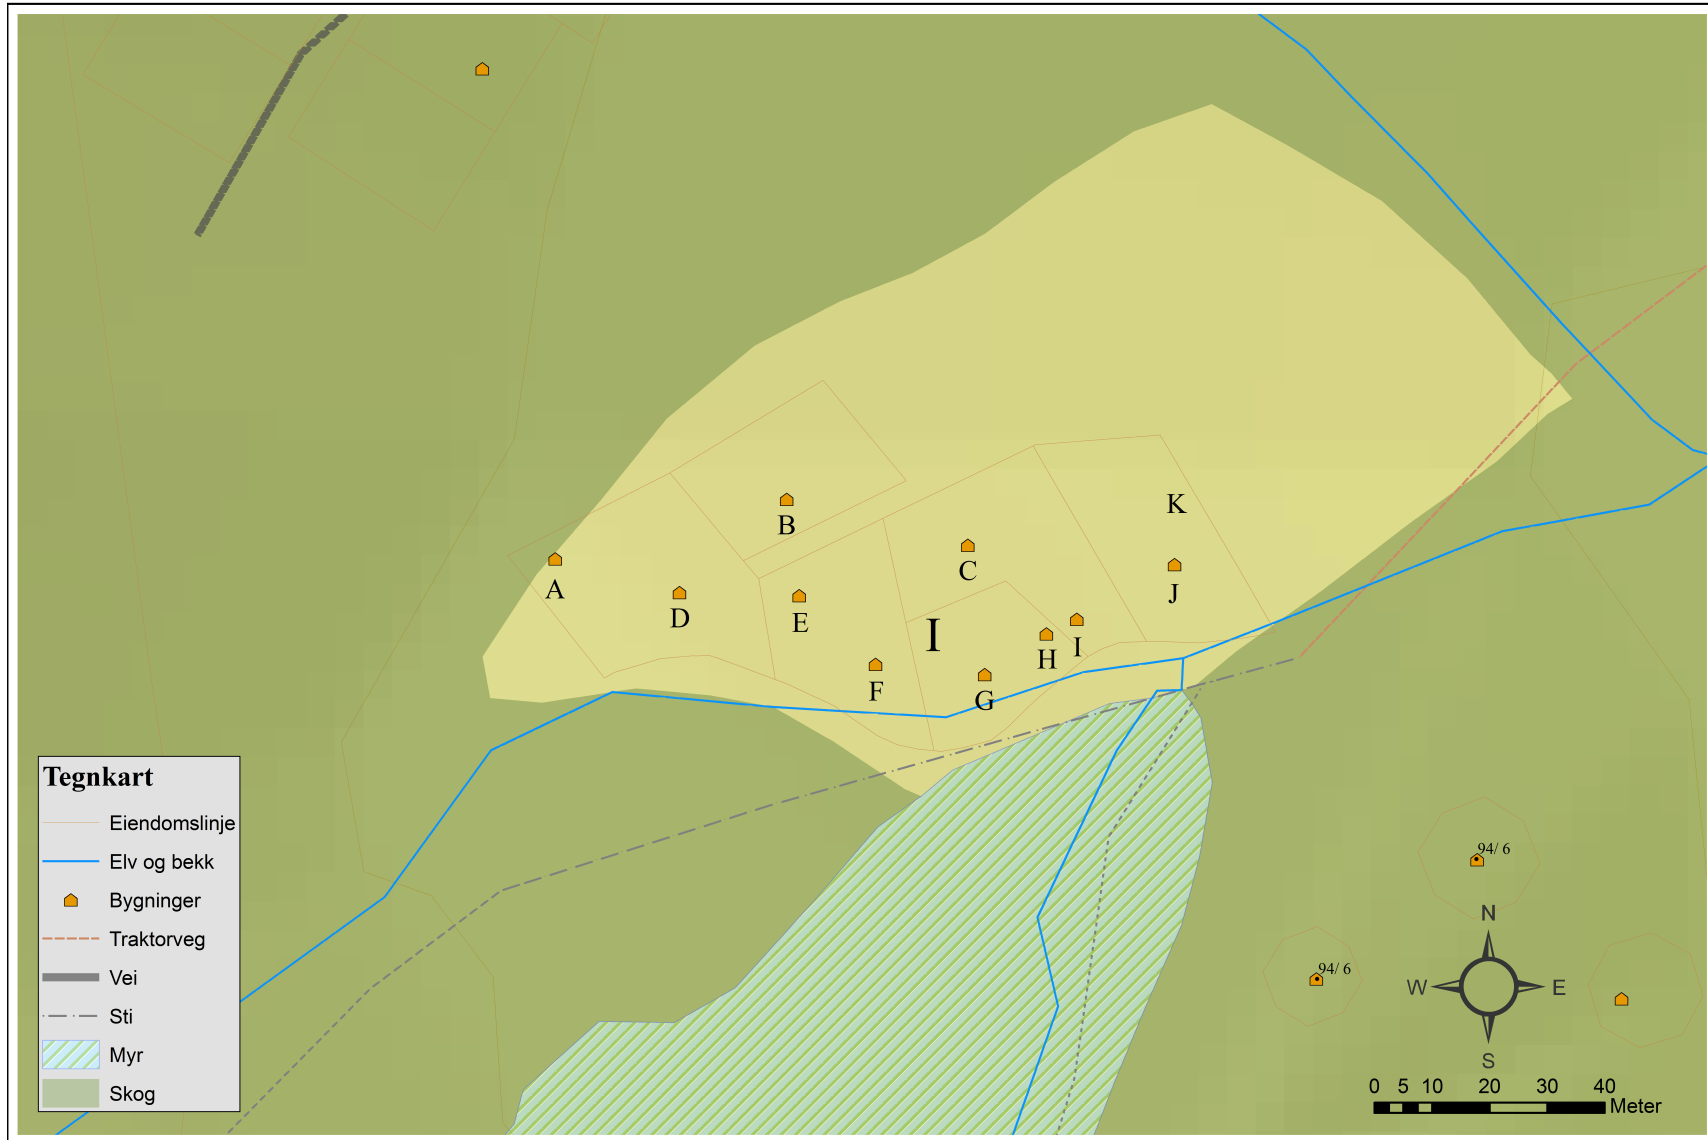 K
B
C
A
J
D
E
I
I
H
F
G
Tegnkart
Eiendomslinje
Elv og bekk
Bygninger
Traktorveg
Vei
Sti
Myr
Skog
94/ 6
94/ 6
N
W
E
S
0 5 10 20 30 40
Meter